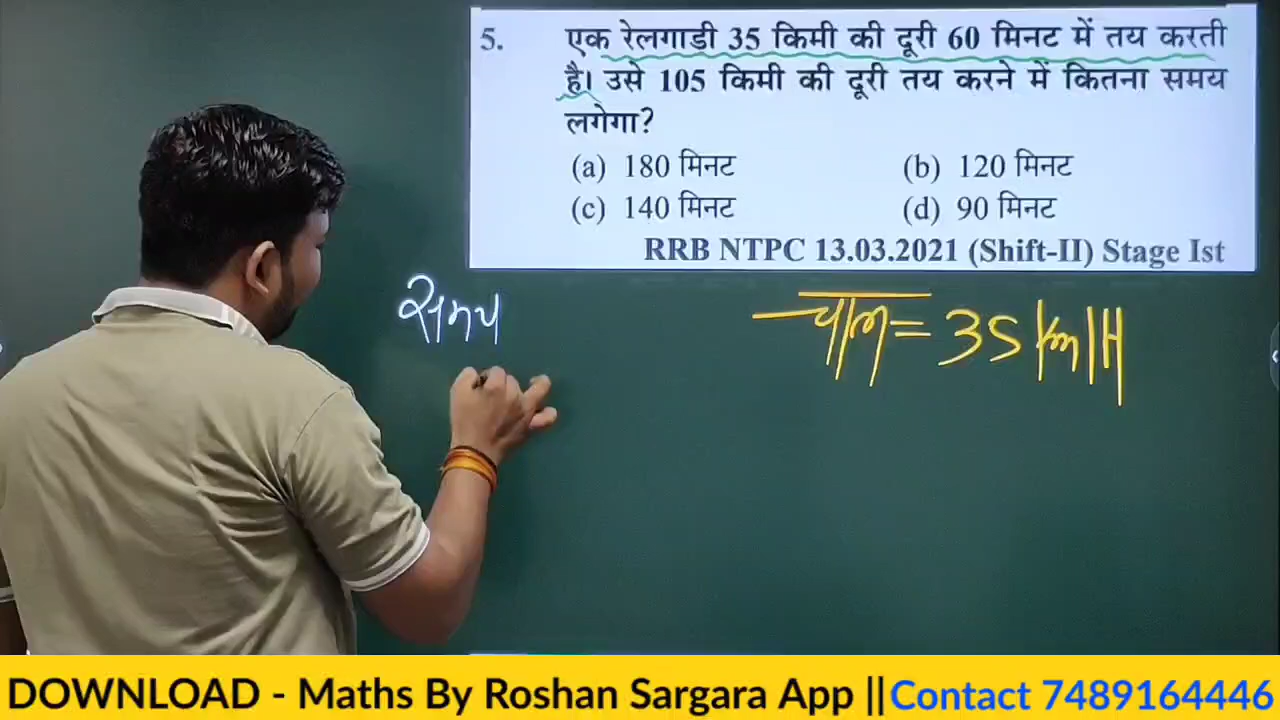 5. एक रेलगाडी 35 किमी की दूरी 60 मिनट में तय करती
है। उसे 105 किमी की दूरी तय करने में कितना समय
लगेगा?
(a) 180 मिनट (b) 120 मिनट
(c) 140 मिनट (d) 90 मिनट
RRB NTPC 13.03.2021 (Shift-II) Stage Ist
समय
चाल = 35 km/H
DOWNLOAD - Maths By Roshan Sargara App || Contact 7489164446